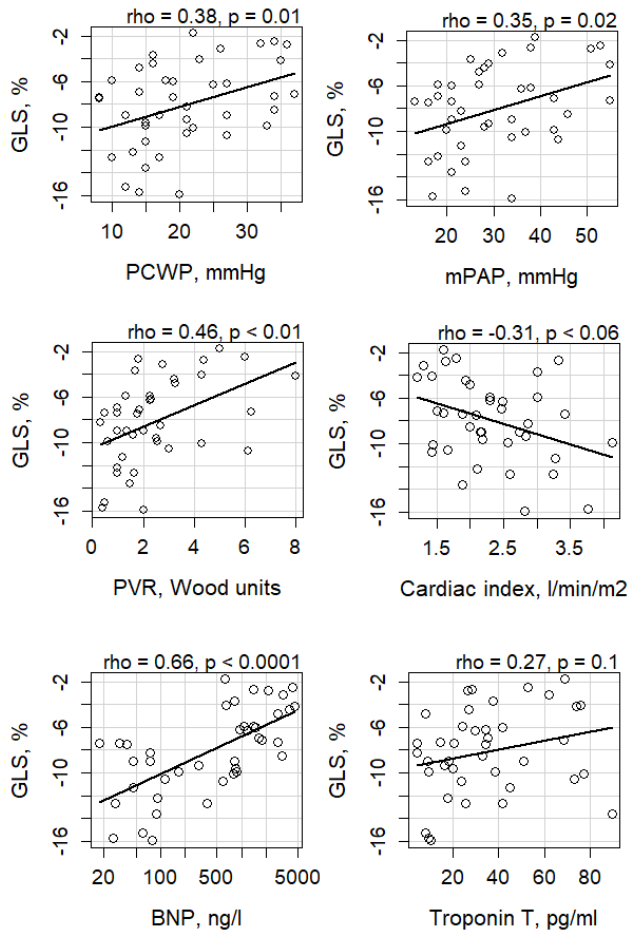 rho = 0.38, p = 0.01
GLS, %
-2
-6
-10
-16
10
20
30
PCWP, mmHg
rho = 0.35, p = 0.02
GLS, %
-2
-6
-10
-16
20
30
40
50
mPAP, mmHg
rho = 0.46, p < 0.01
GLS, %
-2
-6
-10
-16
0
2
4
6
8
PVR, Wood units
rho = -0.31, p < 0.06
GLS, %
-2
-6
-10
-16
1.5
2.5
3.5
Cardiac index, l/min/m2
rho = 0.66, p < 0.0001
GLS, %
-2
-6
-10
-16
20
100
500
5000
BNP, ng/l
rho = 0.27, p = 0.1
GLS, %
-2
-6
-10
-16
20
40
60
80
Troponin T, pg/ml